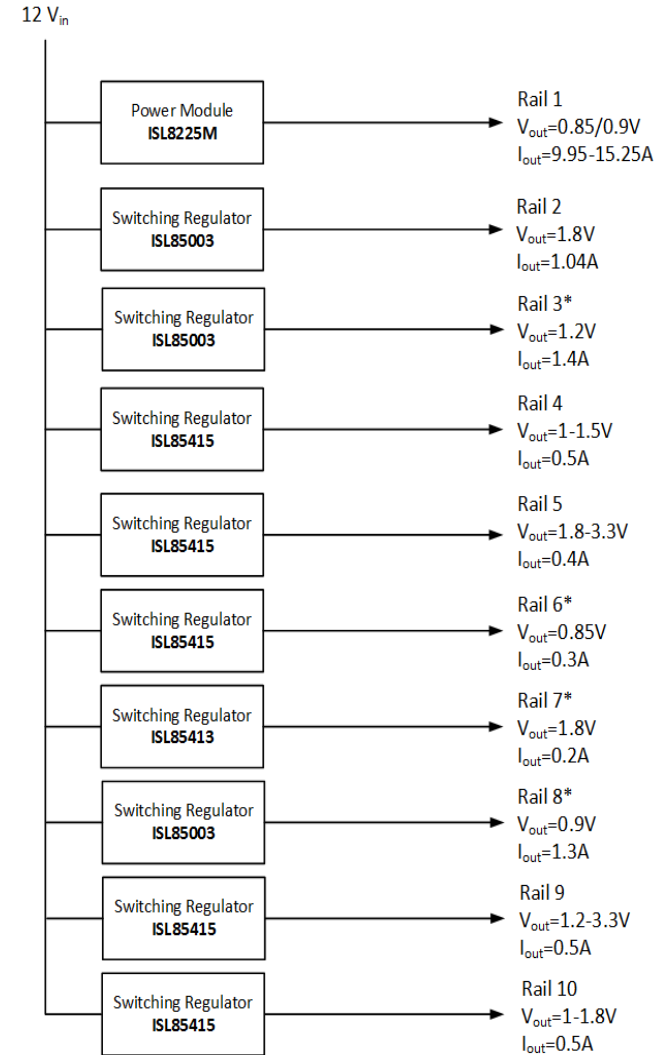 12 Vin
Power Module
ISL8225M
Rail 1
Vout=0.85/0.9V
Iout=9.95-15.25A
Switching Regulator
ISL85003
Rail 2
Vout=1.8V
Iout=1.04A
Switching Regulator
ISL85003
Rail 3*
Vout=1.2V
Iout=1.4A
Switching Regulator
ISL85415
Rail 4
Vout=1-1.5V
Iout=0.5A
Switching Regulator
ISL85415
Rail 5
Vout=1.8-3.3V
Iout=0.4A
Switching Regulator
ISL85415
Rail 6*
Vout=0.85V
Iout=0.3A
Switching Regulator
ISL85413
Rail 7*
Vout=1.8V
Iout=0.2A
Switching Regulator
ISL85003
Rail 8*
Vout=0.9V
Iout=1.3A
Switching Regulator
ISL85415
Rail 9
Vout=1.2-3.3V
Iout=0.5A
Switching Regulator
ISL85415
Rail 10
Vout=1-1.8V
Iout=0.5A